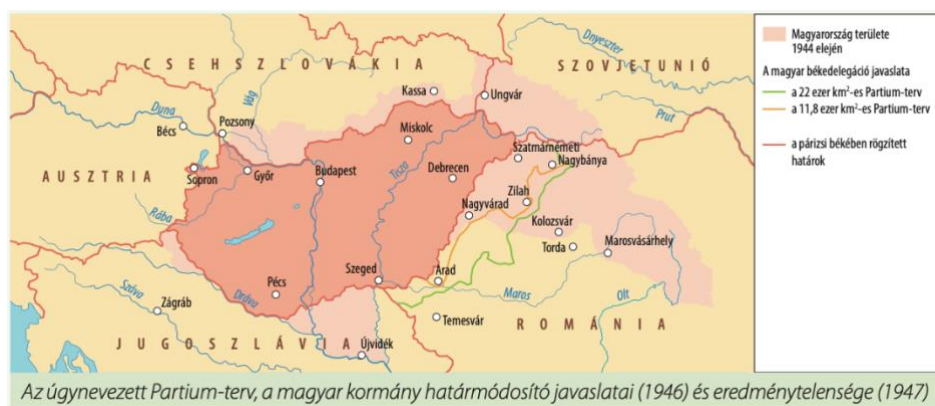 Dnyeszter
CSEHSZLOVÁKIA
SZOVJETUNIÓ
Kassa
Ungvár
Vág
Duna
Pozsony
Bécs
Miskolc
Prut
Szatmárnémeti
Nagybánya
Tisza
Debrecen
Sopron
Győr
Budapest
AUSZTRIA
Zilah
Rába
Nagyvárad
Kolozsvár
Torda
Marosvásárhely
Szeged
Arad
Pécs
Maros
Olt
Dráva
Száva
Zágráb
Temesvár
ROMÁNIA
JUGOSZLÁVIA
Újvidék
Magyarország területe
1944 elején
A magyar békedelegáció javaslata
a 22 ezer km²-es Partium-terv
a 11,8 ezer km²-es Partium-terv
a párizsi békében rögzített
határok
Az úgynevezett Partium-terv, a magyar kormány határmódosító javaslatai (1946) és eredménytelensége (1947)